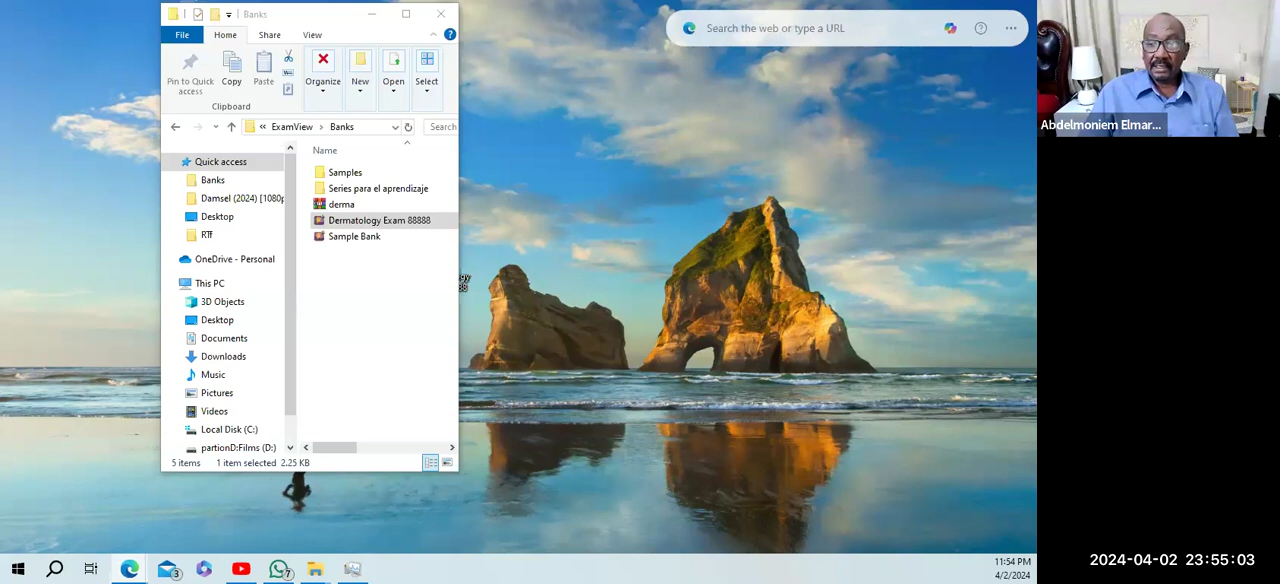 Banks
File Home Share View
Pin to Quick access
Copy
Paste
Clipboard
Organize
New
Open
Select
ExamView Banks
Search
Name
Quick access
Banks
Damsel (2024) [1080p
Desktop
RTF
OneDrive - Personal
This PC
3D Objects
Desktop
Documents
Downloads
Music
Pictures
Videos
Local Disk (C:)
partionD:Films (D:)
Samples
Series para el aprendizaje
derma
Dermatology Exam 88888
Sample Bank
5 items 1 item selected 2.25 KB
Search the web or type a URL
Abdelmoniem Elmar...
3
7
11:54 PM
4/2/2024
2024-04-02 23:55:03